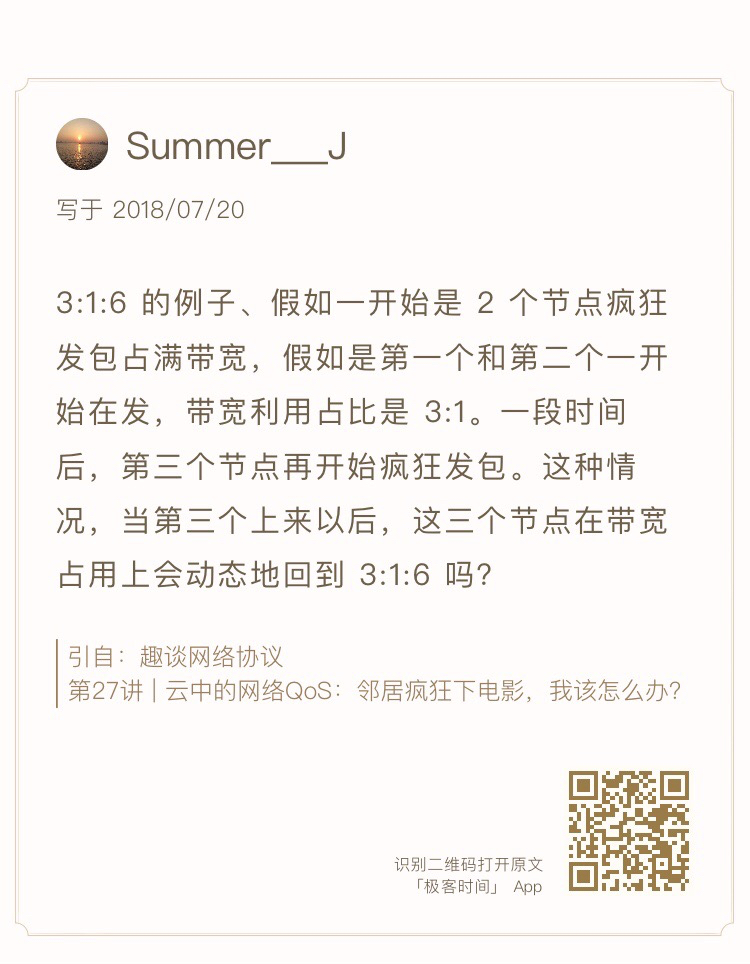 Summer___J
写于 2018/07/20
3:1:6 的例子、假如一开始是 2 个节点疯狂
发包占满带宽，假如是第一个和第二个一开
始在发，带宽利用占比是 3:1。一段时间
后，第三个节点再开始疯狂发包。这种情
况，当第三个上来以后，这三个节点在带宽
占用上会动态地回到 3:1:6 吗？
引自：趣谈网络协议
第27讲 | 云中的网络QoS：邻居疯狂下电影，我该怎么办？
识别二维码打开原文
「极客时间」 App